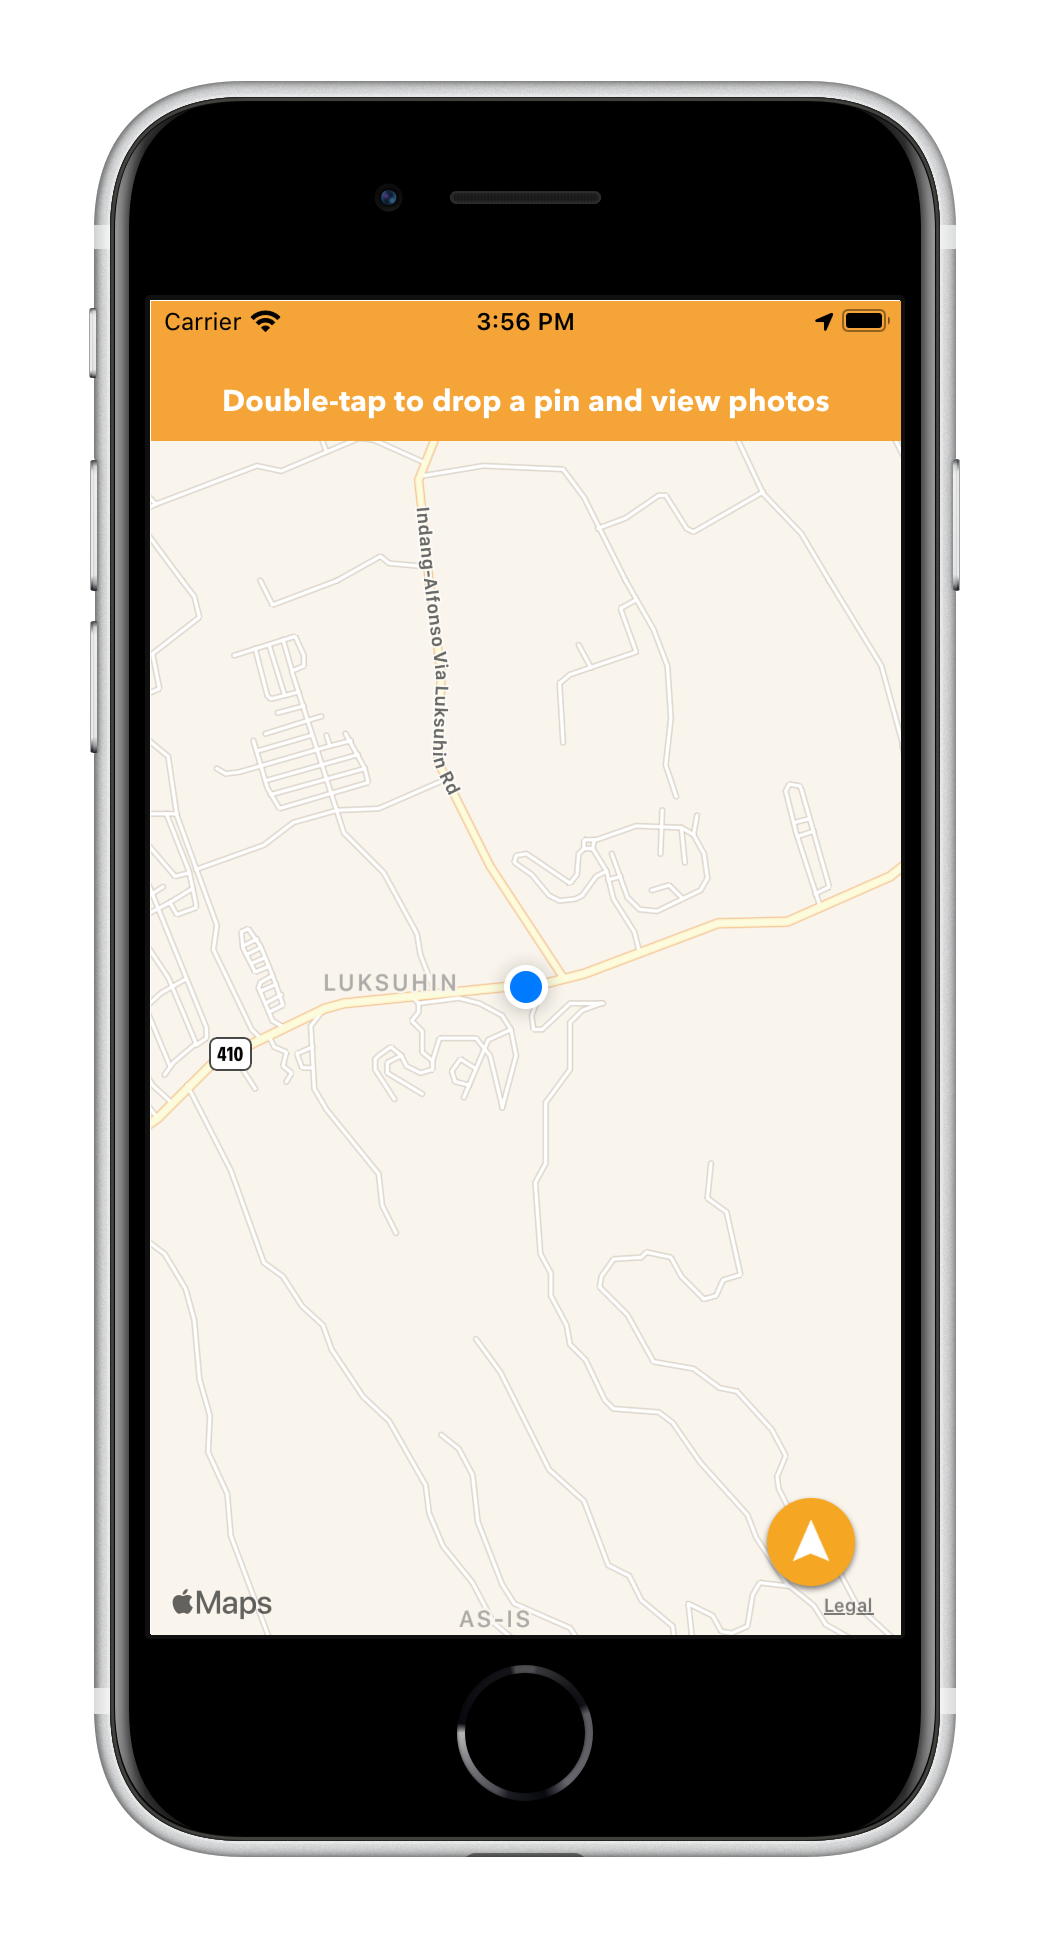 Carrier 3:56 PM
Double-tap to drop a pin and view photos
Indang-Alfonso Via Luksuhin Rd
LUKSUHIN
410
Maps
AS-IS
Legal